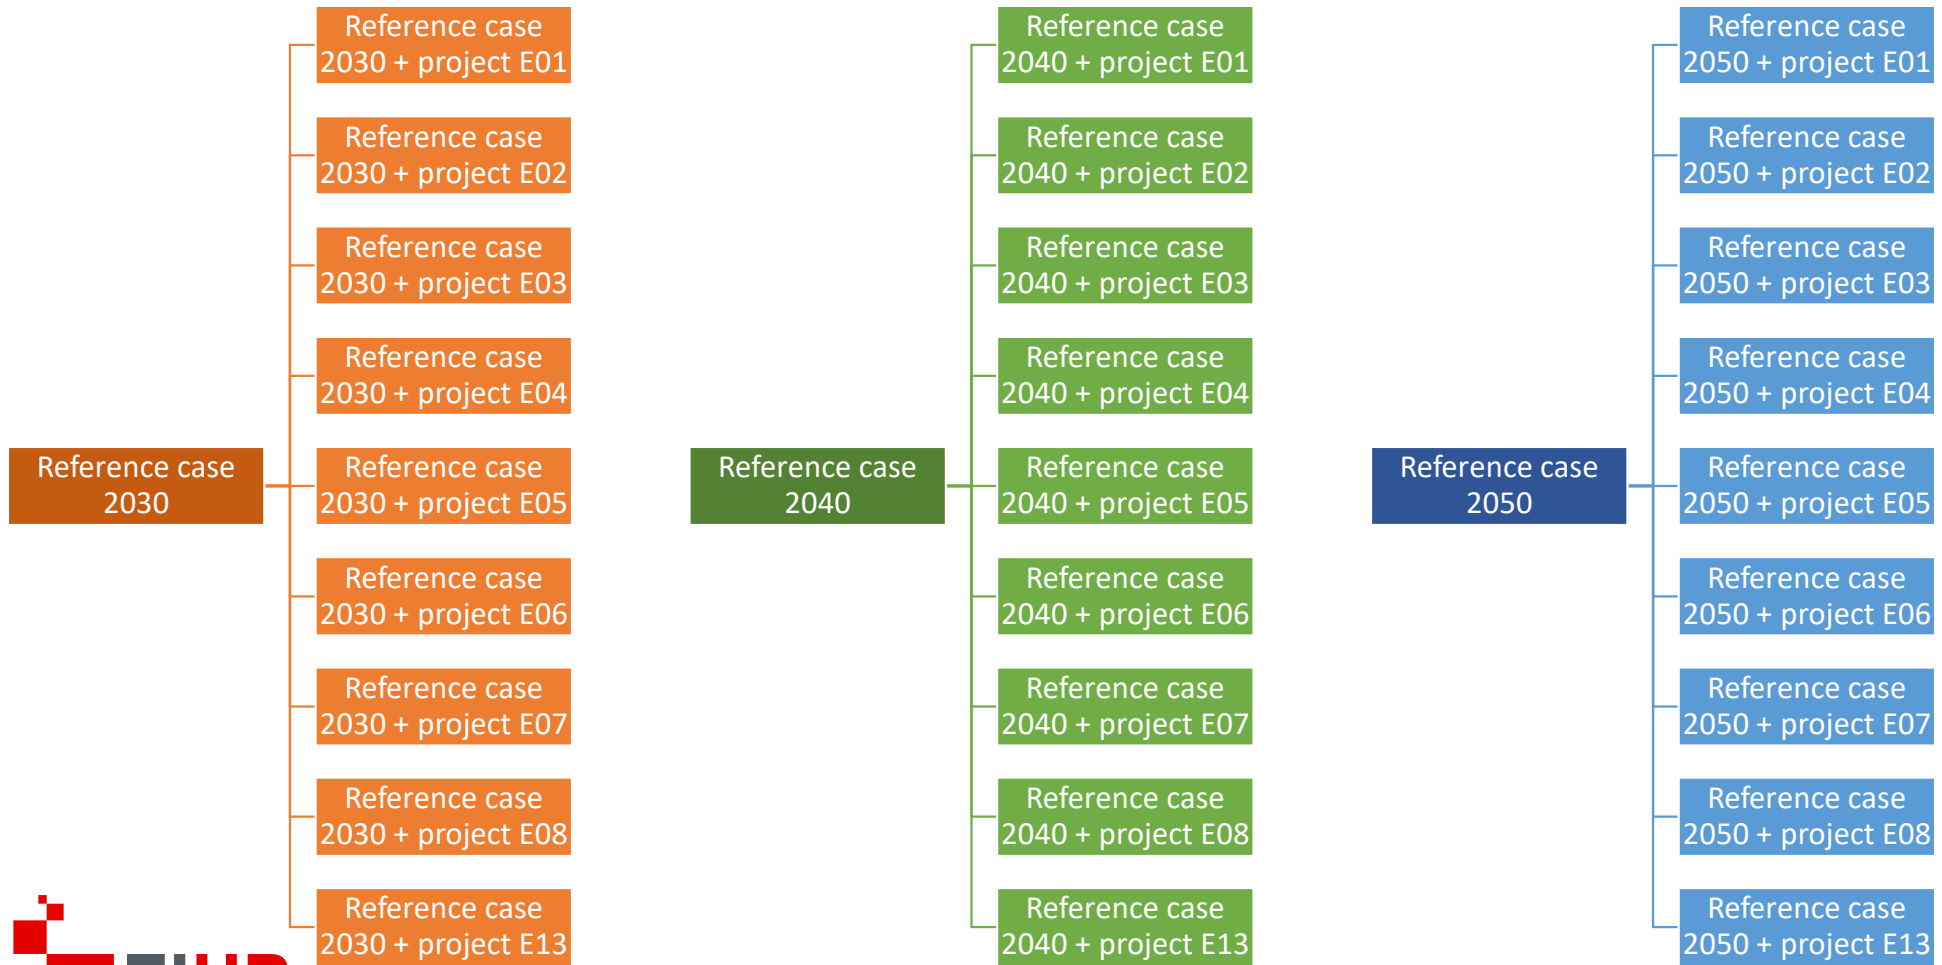 Reference case
2030
Reference case
2030 + project E01
Reference case
2030 + project E02
Reference case
2030 + project E03
Reference case
2030 + project E04
Reference case
2030 + project E05
Reference case
2030 + project E06
Reference case
2030 + project E07
Reference case
2030 + project E08
Reference case
2030 + project E13
Reference case
2040
Reference case
2040 + project E01
Reference case
2040 + project E02
Reference case
2040 + project E03
Reference case
2040 + project E04
Reference case
2040 + project E05
Reference case
2040 + project E06
Reference case
2040 + project E07
Reference case
2040 + project E08
Reference case
2040 + project E13
Reference case
2050
Reference case
2050 + project E01
Reference case
2050 + project E02
Reference case
2050 + project E03
Reference case
2050 + project E04
Reference case
2050 + project E05
Reference case
2050 + project E06
Reference case
2050 + project E07
Reference case
2050 + project E08
Reference case
2050 + project E13